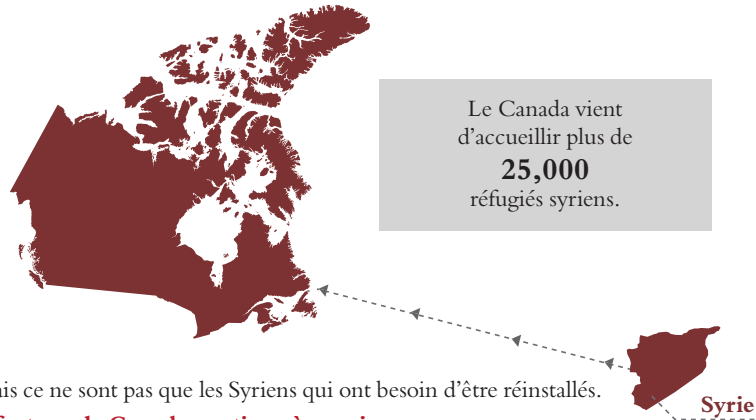 Le Canada vient
d'accueillir plus de
25,000
réfugiés syriens.
ce ne sont pas que les Syriens qui ont besoin d'être réinstallés.
Syrie